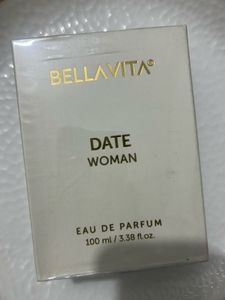 BELLAVITA®
DATE
WOMAN
EAU DE PARFUM
100 ml / 3.38 fl.oz.